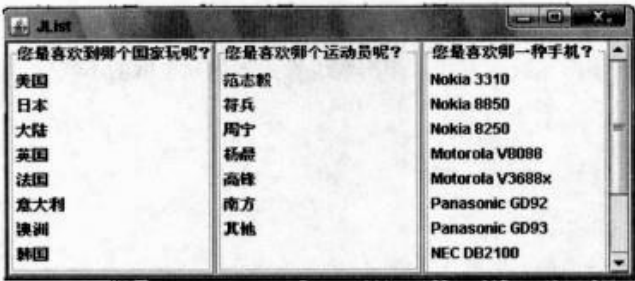 JList
您最喜欢到哪个国家玩呢?
美国
日本
大陆
英国
法国
意大利
澳洲
韩国
您最喜欢哪个运动员呢?
范志毅
符兵
周宁
杨晨
高锋
南方
其他
您最喜欢哪一种手机?
Nokia 3310
Nokia 8850
Nokia 8250
Motorola V8088
Motorola V3688x
Panasonic GD92
Panasonic GD93
NEC DB2100